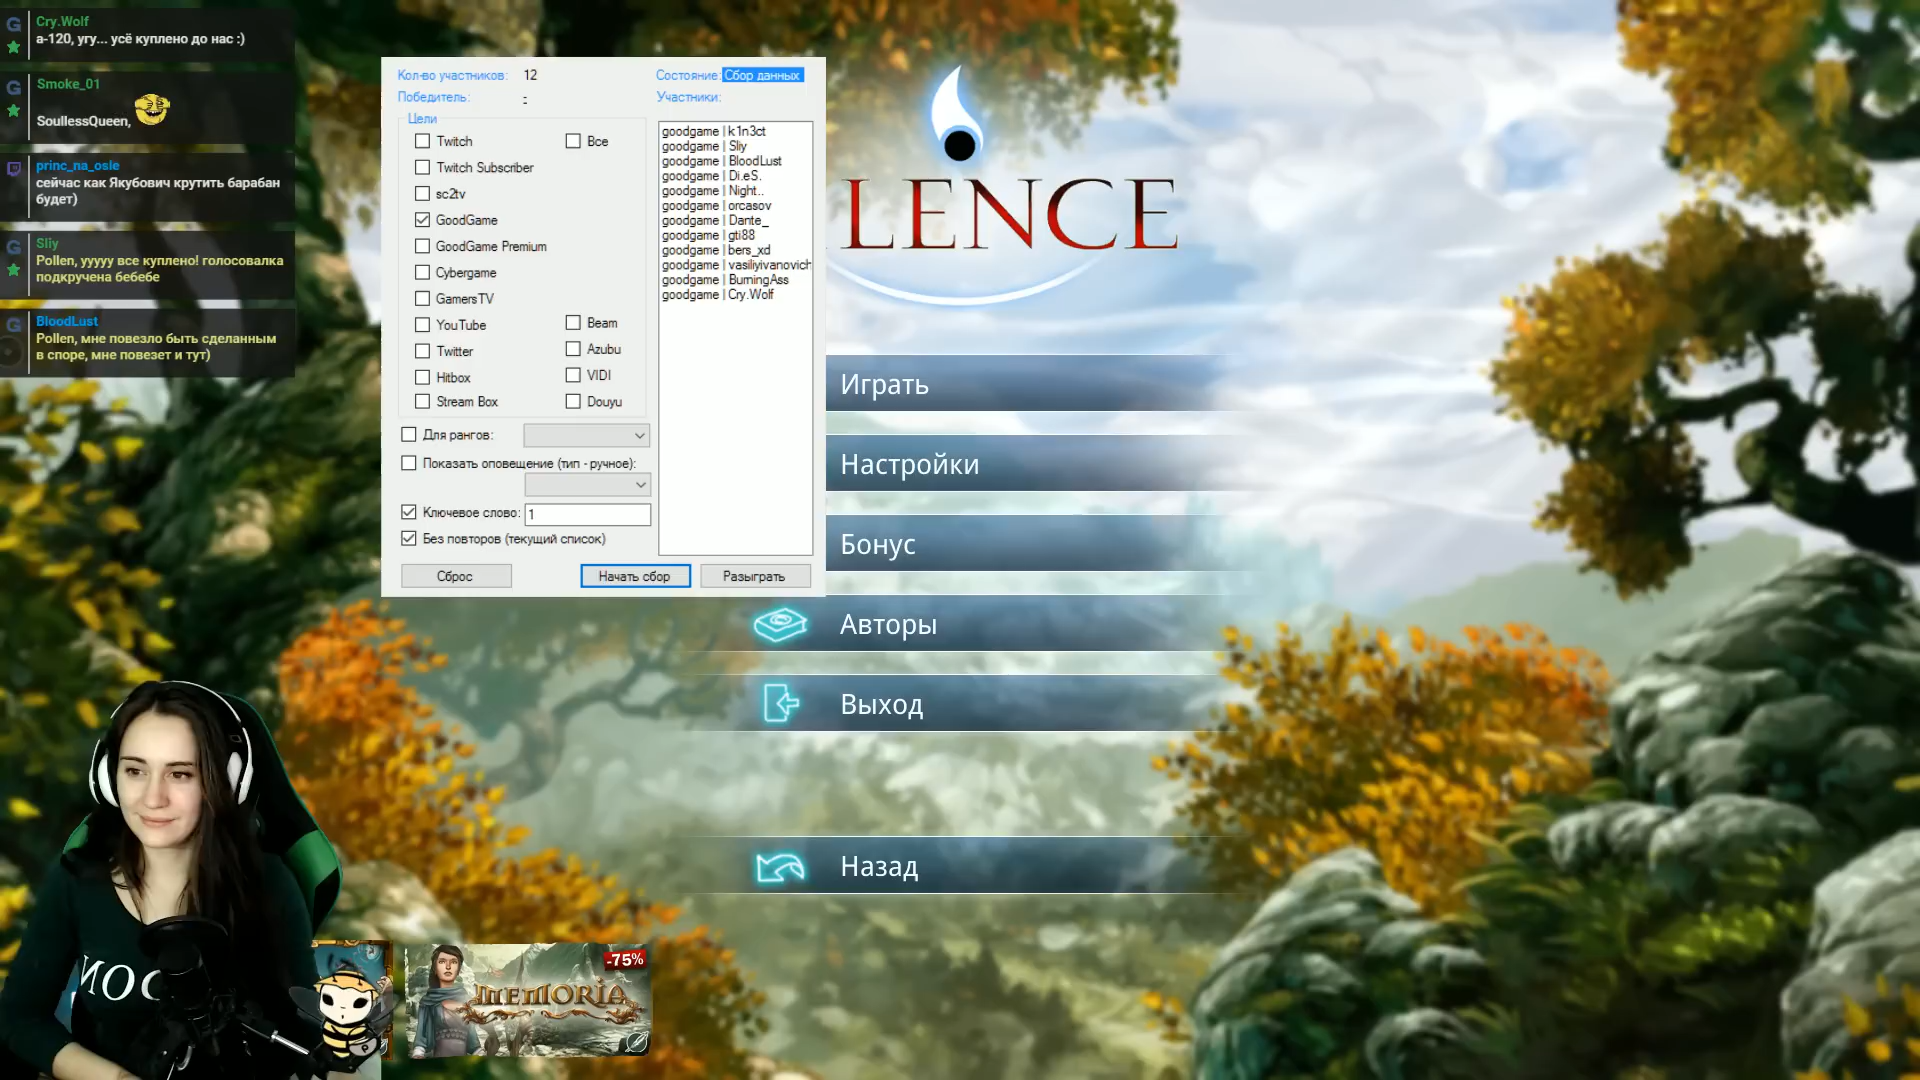 Cry.Wolf
a-120, угу... усё куплено до нас :)
Smoke_01
SoullessQueen,
princ_na_osle
сейчас как Якубович крутить барабан
будет)
Sliy
Pollen, ууууу все куплено! голосовалка
подкручена бебебе
BloodLust
Pollen, мне повезло быть сделанным
в споре, мне повезет и тут)
Кол-во участников: 12
Победитель: :
Состояние: Сбор данных
Участники:
Цели
Twitch
Все
Twitch Subscriber
sc2tv
GoodGame
GoodGame Premium
Cybergame
GamersTV
YouTube
Beam
Twitter
Azubu
Hitbox
VIDI
Stream Box
Douyu
Для рангов:
Показать оповещение (тип - ручное):
Ключевое слово: 1
Без повторов (текущий список)
Сброс
Начать сбор
Разыграть
goodgame | k1n3ct
goodgame | Sliy
goodgame | BloodLust
goodgame | Di.eS.
goodgame | Night..
goodgame | orcasov
goodgame | Dante_
goodgame | gti88
goodgame | bers_xd
goodgame | vasiliyivanovich
goodgame | BurningAss
goodgame | Cry.Wolf
LENCE
Играть
Настройки
Бонус
Авторы
Выход
Назад
-75%
MEMORIA